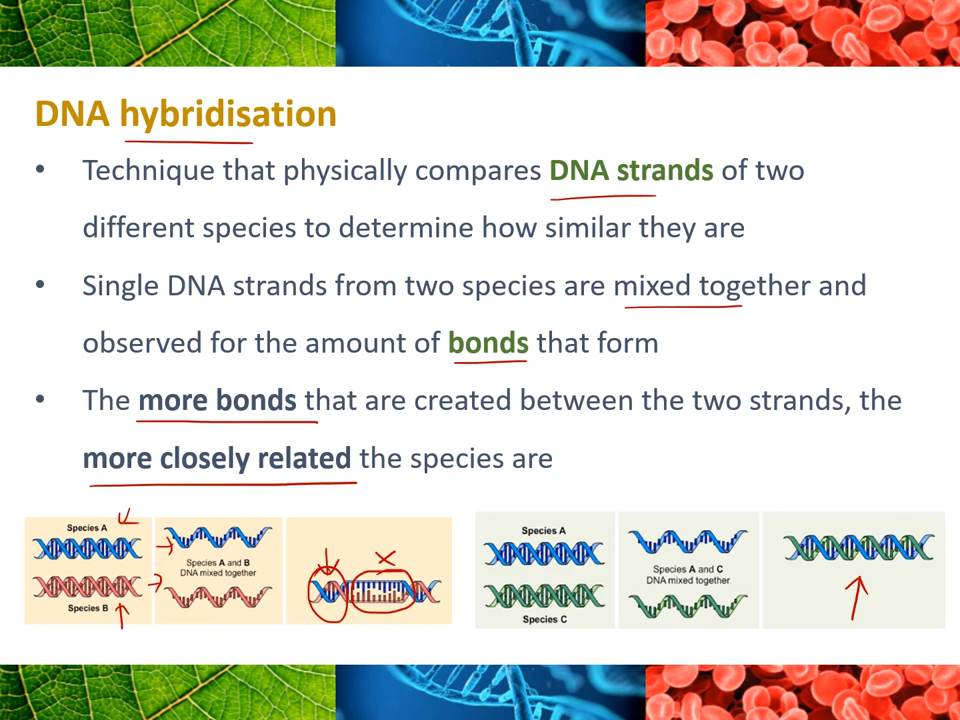 DNA hybridisation
• Technique that physically compares DNA strands of two
different species to determine how similar they are
• Single DNA strands from two species are mixed together and
observed for the amount of bonds that form
• The more bonds that are created between the two strands, the
more closely related the species are
Species A
Species B
Species A and B
DNA mixed together
Species A
Species C
Species A and C
DNA mixed together